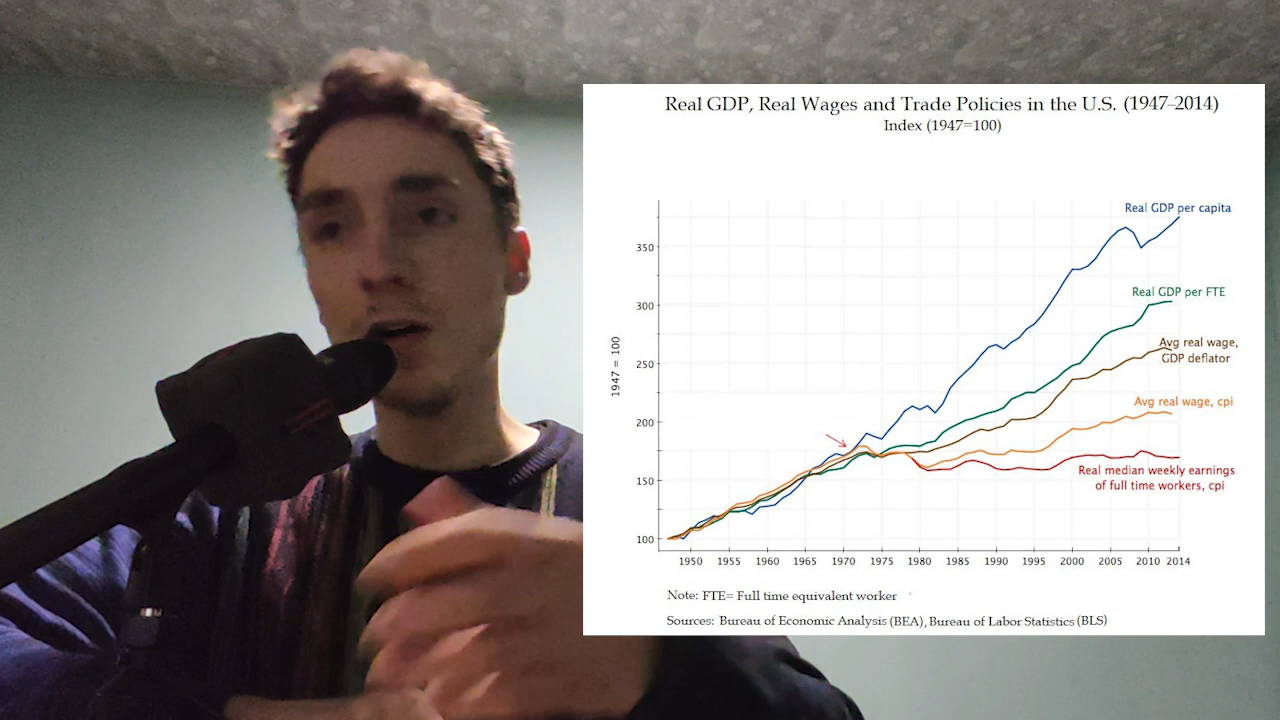 Real GDP, Real Wages and Trade Policies in the U.S. (1947–2014)
Index (1947=100)
Real GDP per capita
350
Real GDP per FTE
300
Avg real wage,
GDP deflator
250
1947 = 100
Avg real wage, cpi
200
Real median weekly earnings
of full time workers, cpi
150
100
1950 1955 1960 1965 1970 1975 1980 1985 1990 1995 2000 2005 2010 2014
Note: FTE= Full time equivalent worker
Sources: Bureau of Economic Analysis (BEA), Bureau of Labor Statistics (BLS)